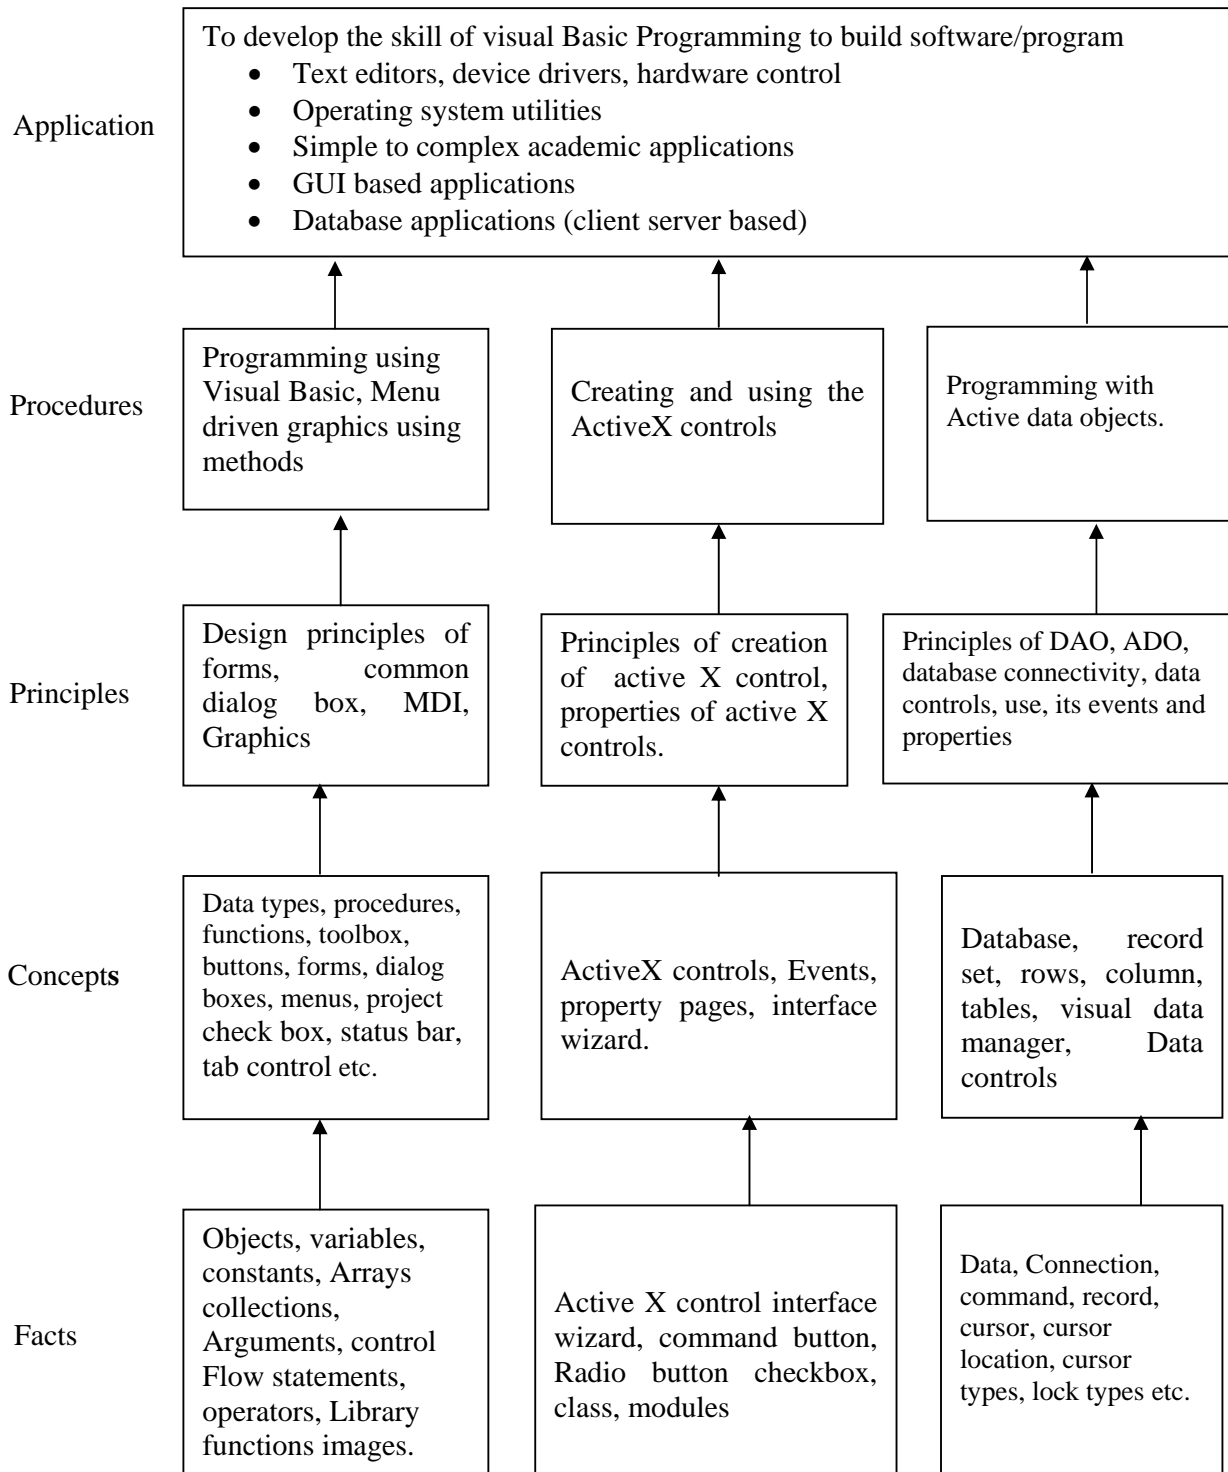 To develop the skill of visual Basic Programming to build software/program
• Text editors, device drivers, hardware control
• Operating system utilities
• Simple to complex academic applications
• GUI based applications
• Database applications (client server based)
Application
Procedures
Programming using
Visual Basic, Menu
driven graphics using
methods
Creating and using the
ActiveX controls
Programming with
Active data objects.
Principles
Design principles of
forms, common
dialog box, MDI,
Graphics
Principles of creation
of active X control,
properties of active X
controls.
Principles of DAO, ADO,
database connectivity, data
controls, use, its events and
properties
Concepts
Data types, procedures,
functions, toolbox,
buttons, forms, dialog
boxes, menus, project
check box, status bar,
tab control etc.
ActiveX controls, Events,
property pages, interface
wizard.
Database, record
set, rows, column,
tables, visual data
manager, Data
controls
Facts
Objects, variables,
constants, Arrays
collections,
Arguments, control
Flow statements,
operators, Library
functions images.
Active X control interface
wizard, command button,
Radio button checkbox,
class, modules
Data, Connection,
command, record,
cursor, cursor
location, cursor
types, lock types etc.